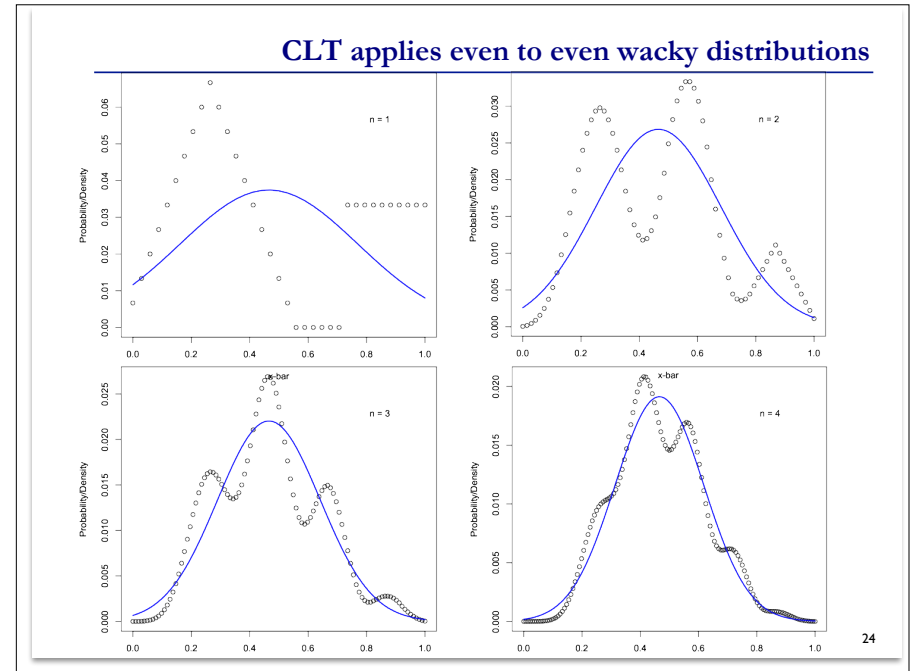 CLT applies even to even wacky distributions
n = 1
Probability/Density
0.00 0.01 0.02 0.03 0.04 0.05 0.06
0.0 0.2 0.4 0.6 0.8 1.0
x-bar
n = 2
Probability/Density
0.000 0.005 0.010 0.015 0.020 0.025 0.030
0.0 0.2 0.4 0.6 0.8 1.0
x-bar
n = 3
Probability/Density
0.000 0.005 0.010 0.015 0.020 0.025
0.0 0.2 0.4 0.6 0.8 1.0
n = 4
Probability/Density
0.000 0.005 0.010 0.015 0.020
0.0 0.2 0.4 0.6 0.8 1.0
24